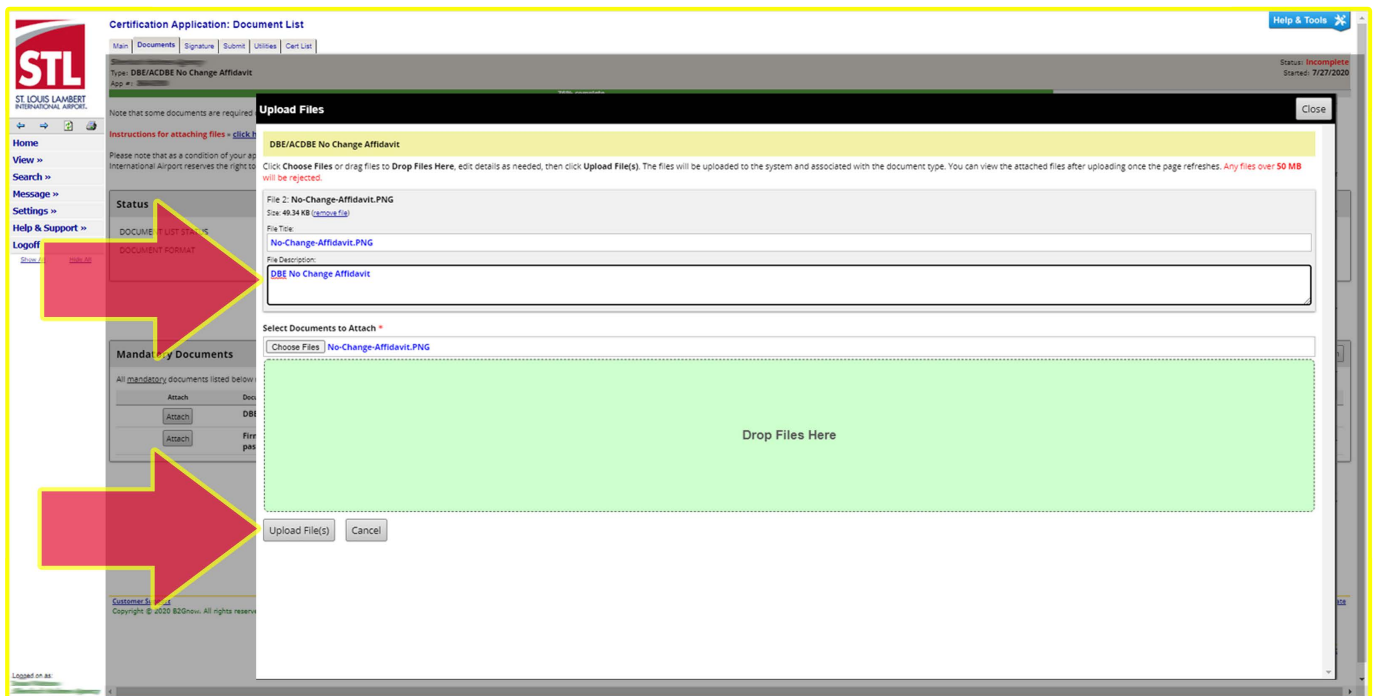 Certification Application: Document List
Help & Tools
Main Documents Signature Submit Utilities Cert List
STL
ST. LOUIS LAMBERT
INTERNATIONAL AIRPORT.
Type: DBE/ACDBE No Change Affidavit
App #:
Status: Incomplete
Started: 7/27/2020
Home
View »
Search »
Message »
Settings »
Help & Support »
Logoff
Hide All
Note that some documents are required
Instructions for attaching files - click h
Please note that as a condition of your ap
International Airport reserves the right to
Status
DOCUMENT LIST STATUS
DOCUMENT FORMAT
Mandatory Documents
All mandatory documents listed below
Attach
Attach DBE
Attach Firr
pas
Upload Files
Close
DBE/ACDBE No Change Affidavit
Click Choose Files or drag files to Drop Files Here, edit details as needed, then click Upload File(s). The files will be uploaded to the system and associated with the document type. You can view the attached files after uploading once the page refreshes. Any files over 50 MB
will be rejected.
File 2: No-Change-Affidavit.PNG
Size: 49.34 KB (remove file)
File Title:
No-Change-Affidavit.PNG
File Description:
DBE No Change Affidavit
Select Documents to Attach *
Choose Files No-Change-Affidavit.PNG
Drop Files Here
Upload File(s) Cancel
Copyright © 2020 B2Gnow. All rights reserve
Logged on as: